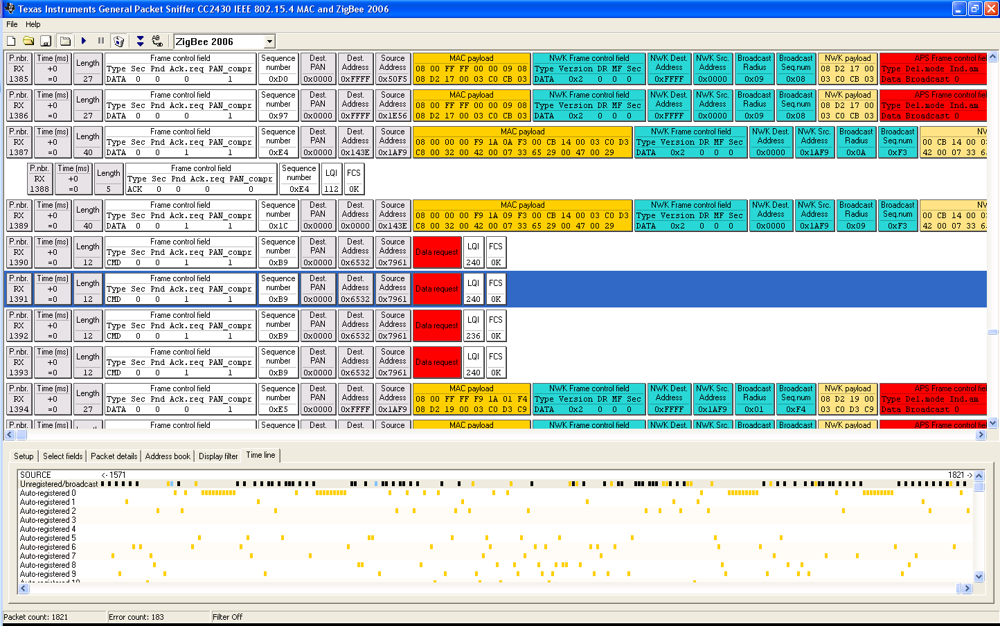 Texas Instruments General Packet Sniffer CC2430 IEEE 802.15.4 MAC and ZigBee 2006
File Help
ZigBee 2006
P.nbr. RX 1385 Time (ms) +0 =0 Length 27 Frame control field Type Sec Pnd Ack.req PAN_compr DATA 0 0 0 1 Sequence number 0xD0 Dest. PAN 0x0000 Dest. Address 0xFFFF Source Address 0x50F5 MAC payload 08 00 FF FF 00 00 09 08 08 D2 17 00 03 C0 CB 03 NWK Frame control field Type Version DR MF Sec DATA 0x2 0 0 0 NWK Dest. Address 0xFFFF NWK Src. Address 0x0000 Broadcast Radius 0x09 Broadcast Seq.num 0x08 NWK payload 08 D2 17 00 03 C0 CB 03 APS Frame control Type Del.mode Ind.am Data Broadcast 0
P.nbr. RX 1386 Time (ms) +0 =0 Length 27 Frame control field Type Sec Pnd Ack.req PAN_compr DATA 0 0 0 1 Sequence number 0x97 Dest. PAN 0x0000 Dest. Address 0xFFFF Source Address 0x1E56 MAC payload 08 00 FF FF 00 00 09 08 08 D2 17 00 03 C0 CB 03 NWK Frame control field Type Version DR MF Sec DATA 0x2 0 0 0 NWK Dest. Address 0xFFFF NWK Src. Address 0x0000 Broadcast Radius 0x09 Broadcast Seq.num 0x08 NWK payload 08 D2 17 00 03 C0 CB 03 APS Frame control Type Del.mode Ind.am Data Broadcast 0
P.nbr. RX 1387 Time (ms) +0 =0 Length 40 Frame control field Type Sec Pnd Ack.req PAN_compr DATA 0 0 1 1 Sequence number 0xE4 Dest. PAN 0x0000 Dest. Address 0x143E Source Address 0x1AF9 MAC payload 08 00 00 00 F9 1A 0A F3 00 CB 14 00 03 C0 D3 C8 00 32 00 42 00 07 33 65 29 00 47 00 29 NWK Frame control field Type Version DR MF Sec DATA 0x2 0 0 0 NWK Dest. Address 0x0000 NWK Src. Address 0x1AF9 Broadcast Radius 0x0A Broadcast Seq.num 0xF3 00 CB 14 00 42 00 07 33
P.nbr. RX 1388 Time (ms) +0 =0 Length 5 Frame control field Type Sec Pnd Ack.req PAN_compr ACK 0 0 0 0 Sequence number 0xE4 LQI 112 FCS OK
P.nbr. RX 1389 Time (ms) +0 =0 Length 40 Frame control field Type Sec Pnd Ack.req PAN_compr DATA 0 0 1 1 Sequence number 0x1C Dest. PAN 0x0000 Dest. Address 0x0000 Source Address 0x143E MAC payload 08 00 00 00 F9 1A 09 F3 00 CB 14 00 03 C0 D3 C8 00 32 00 42 00 07 33 65 29 00 47 00 29 NWK Frame control field Type Version DR MF Sec DATA 0x2 0 0 0 NWK Dest. Address 0x0000 NWK Src. Address 0x1AF9 Broadcast Radius 0x09 Broadcast Seq.num 0xF3 00 CB 14 00 42 00 07 33
P.nbr. RX 1390 Time (ms) +0 =0 Length 12 Frame control field Type Sec Pnd Ack.req PAN_compr CMD 0 0 1 1 Sequence number 0xB9 Dest. PAN 0x0000 Dest. Address 0x6532 Source Address 0x7961 Data request LQI 240 FCS OK
P.nbr. RX 1391 Time (ms) +0 =0 Length 12 Frame control field Type Sec Pnd Ack.req PAN_compr CMD 0 0 1 1 Sequence number 0xB9 Dest. PAN 0x0000 Dest. Address 0x6532 Source Address 0x7961 Data request LQI 240 FCS OK
P.nbr. RX 1392 Time (ms) +0 =0 Length 12 Frame control field Type Sec Pnd Ack.req PAN_compr CMD 0 0 1 1 Sequence number 0xB9 Dest. PAN 0x0000 Dest. Address 0x6532 Source Address 0x7961 Data request LQI 236 FCS OK
P.nbr. RX 1393 Time (ms) +0 =0 Length 12 Frame control field Type Sec Pnd Ack.req PAN_compr CMD 0 0 1 1 Sequence number 0xB9 Dest. PAN 0x0000 Dest. Address 0x6532 Source Address 0x7961 Data request LQI 240 FCS OK
P.nbr. RX 1394 Time (ms) +0 =0 Length 27 Frame control field Type Sec Pnd Ack.req PAN_compr DATA 0 0 0 1 Sequence number 0xE5 Dest. PAN 0x0000 Dest. Address 0xFFFF Source Address 0x1AF9 MAC payload 08 00 FF FF F9 1A 01 F4 08 D2 19 00 03 C0 D3 C9 NWK Frame control field Type Version DR MF Sec DATA 0x2 0 0 0 NWK Dest. Address 0xFFFF NWK Src. Address 0x1AF9 Broadcast Radius 0x01 Broadcast Seq.num 0xF4 NWK payload 08 D2 19 00 03 C0 D3 C9 APS Frame control Type Del.mode Ind.am Data Broadcast 0
P.nbr. Time (ms) Frame control field Sequence Dest. Dest. Source MAC payload NWK Frame control field NWK Dest. NWK Src. Broadcast Broadcast NWK payload APS Frame control
Setup Select fields Packet details Address book Display filter Time line
SOURCE <- 1571 1821 ->
Unregistered/broadcast
Auto-registered 0
Auto-registered 1
Auto-registered 2
Auto-registered 3
Auto-registered 4
Auto-registered 5
Auto-registered 6
Auto-registered 7
Auto-registered 8
Auto-registered 9
Auto-registered 10
Packet count: 1821 Error count: 183 Filter Off